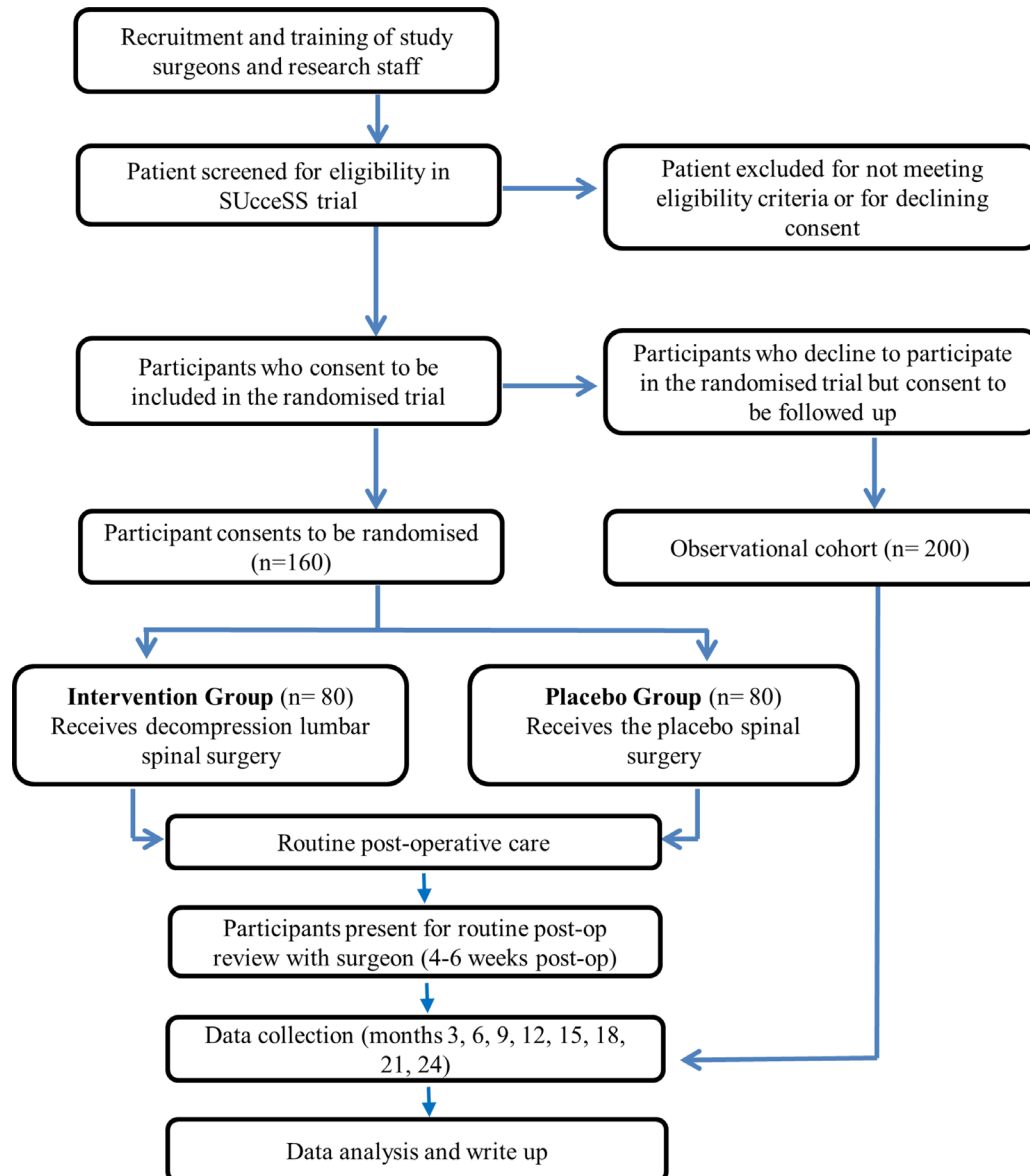 Recruitment and training of study
surgeons and research staff
Patient screened for eligibility in
SUcceSS trial
Patient excluded for not meeting
eligibility criteria or for declining
consent
Participants who consent to be
included in the randomised trial
Participants who decline to participate
in the randomised trial but consent to
be followed up
Participant consents to be randomised
(n=160)
Observational cohort (n= 200)
Intervention Group (n= 80)
Receives decompression lumbar
spinal surgery
Placebo Group (n= 80)
Receives the placebo spinal
surgery
Routine post-operative care
Participants present for routine post-op
review with surgeon (4-6 weeks post-op)
Data collection (months 3, 6, 9, 12, 15, 18,
21, 24)
Data analysis and write up